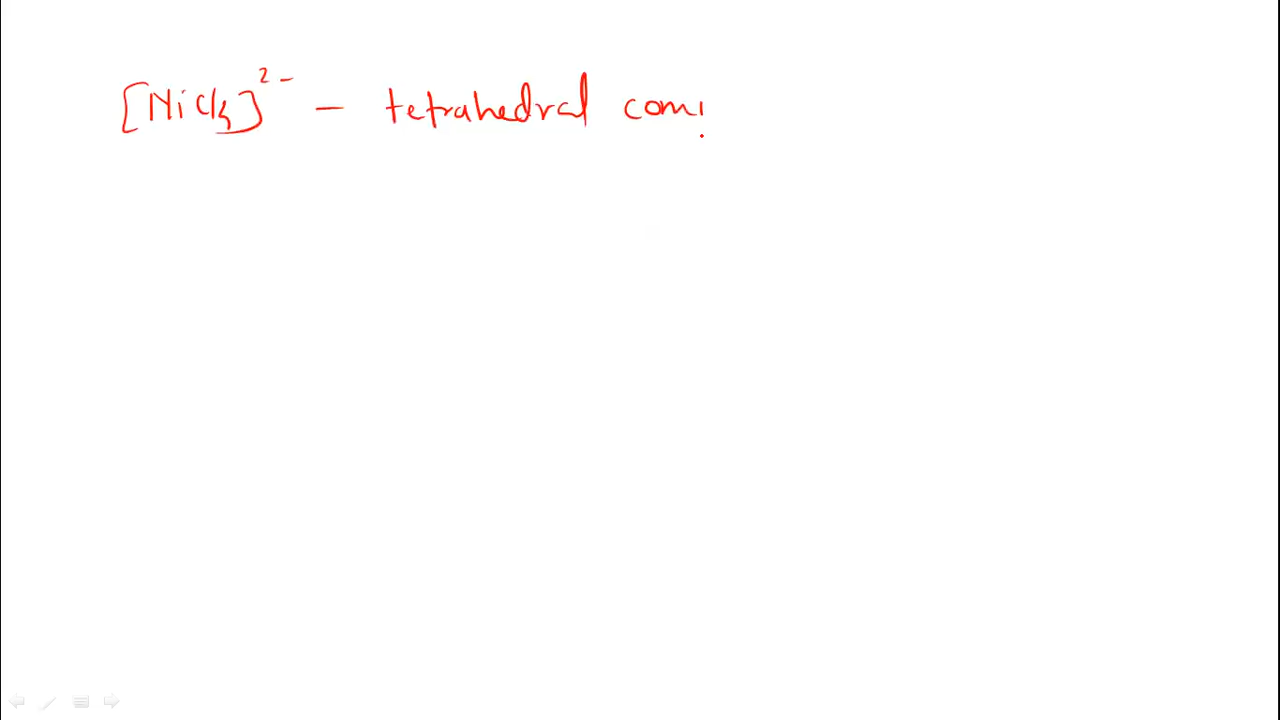 [NiCl4]²⁻ – tetrahedral com